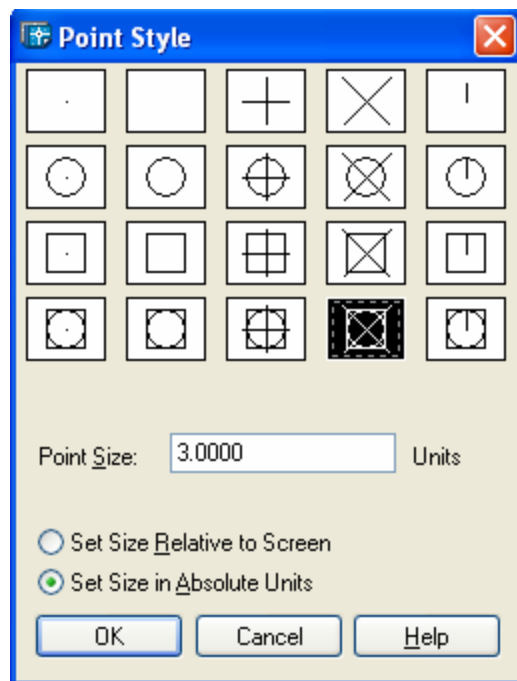 Point Style
Point Size: 3.0000 Units
Set Size Relative to Screen
Set Size in Absolute Units
OK Cancel Help